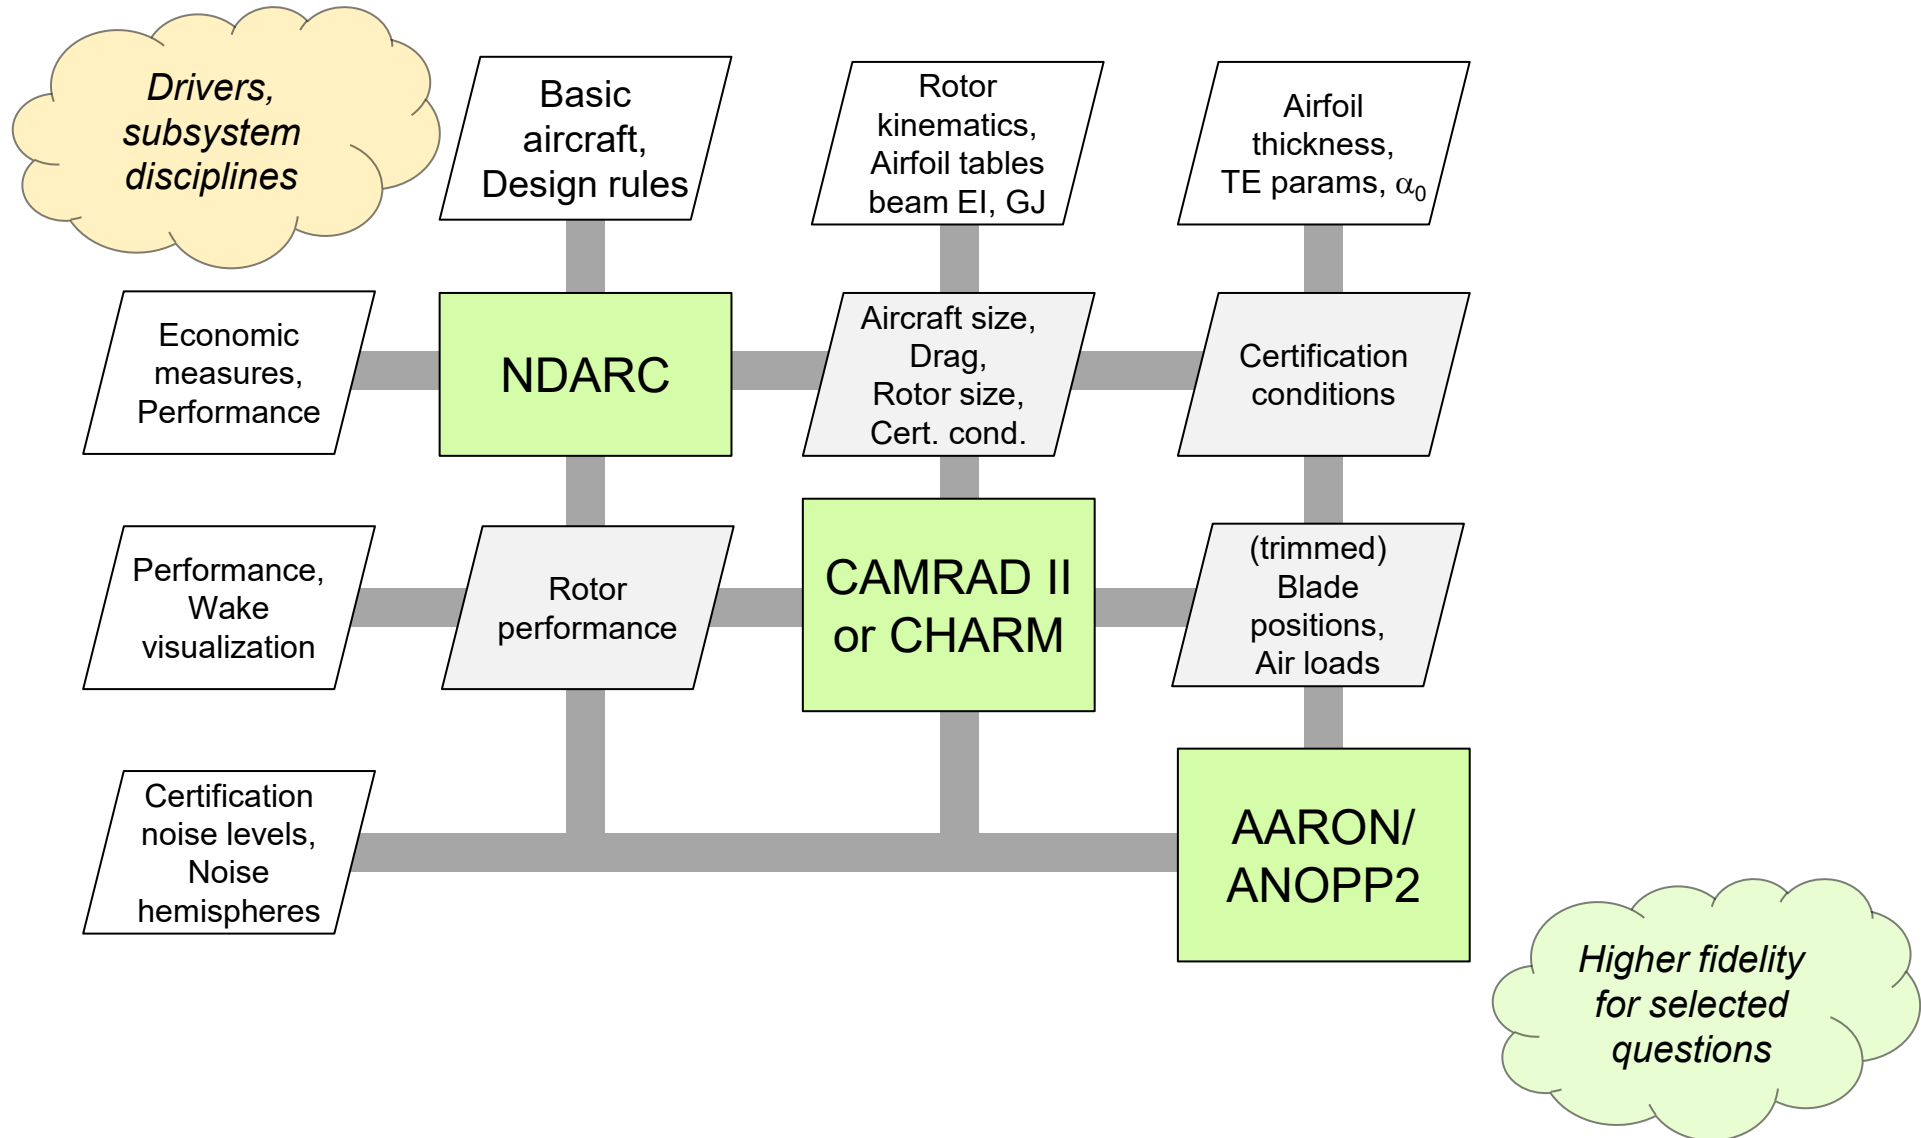 Drivers,
subsystem
disciplines
Basic
aircraft,
Design rules
Rotor
kinematics,
Airfoil tables
beam EI, GJ
Airfoil
thickness,
TE params, α₀
Economic
measures,
Performance
NDARC
Aircraft size,
Drag,
Rotor size,
Cert. cond.
Certification
conditions
Performance,
Wake
visualization
Rotor
performance
CAMRAD II
or CHARM
(trimmed)
Blade
positions,
Air loads
Certification
noise levels,
Noise
hemispheres
AARON/
ANOPP2
Higher fidelity
for selected
questions